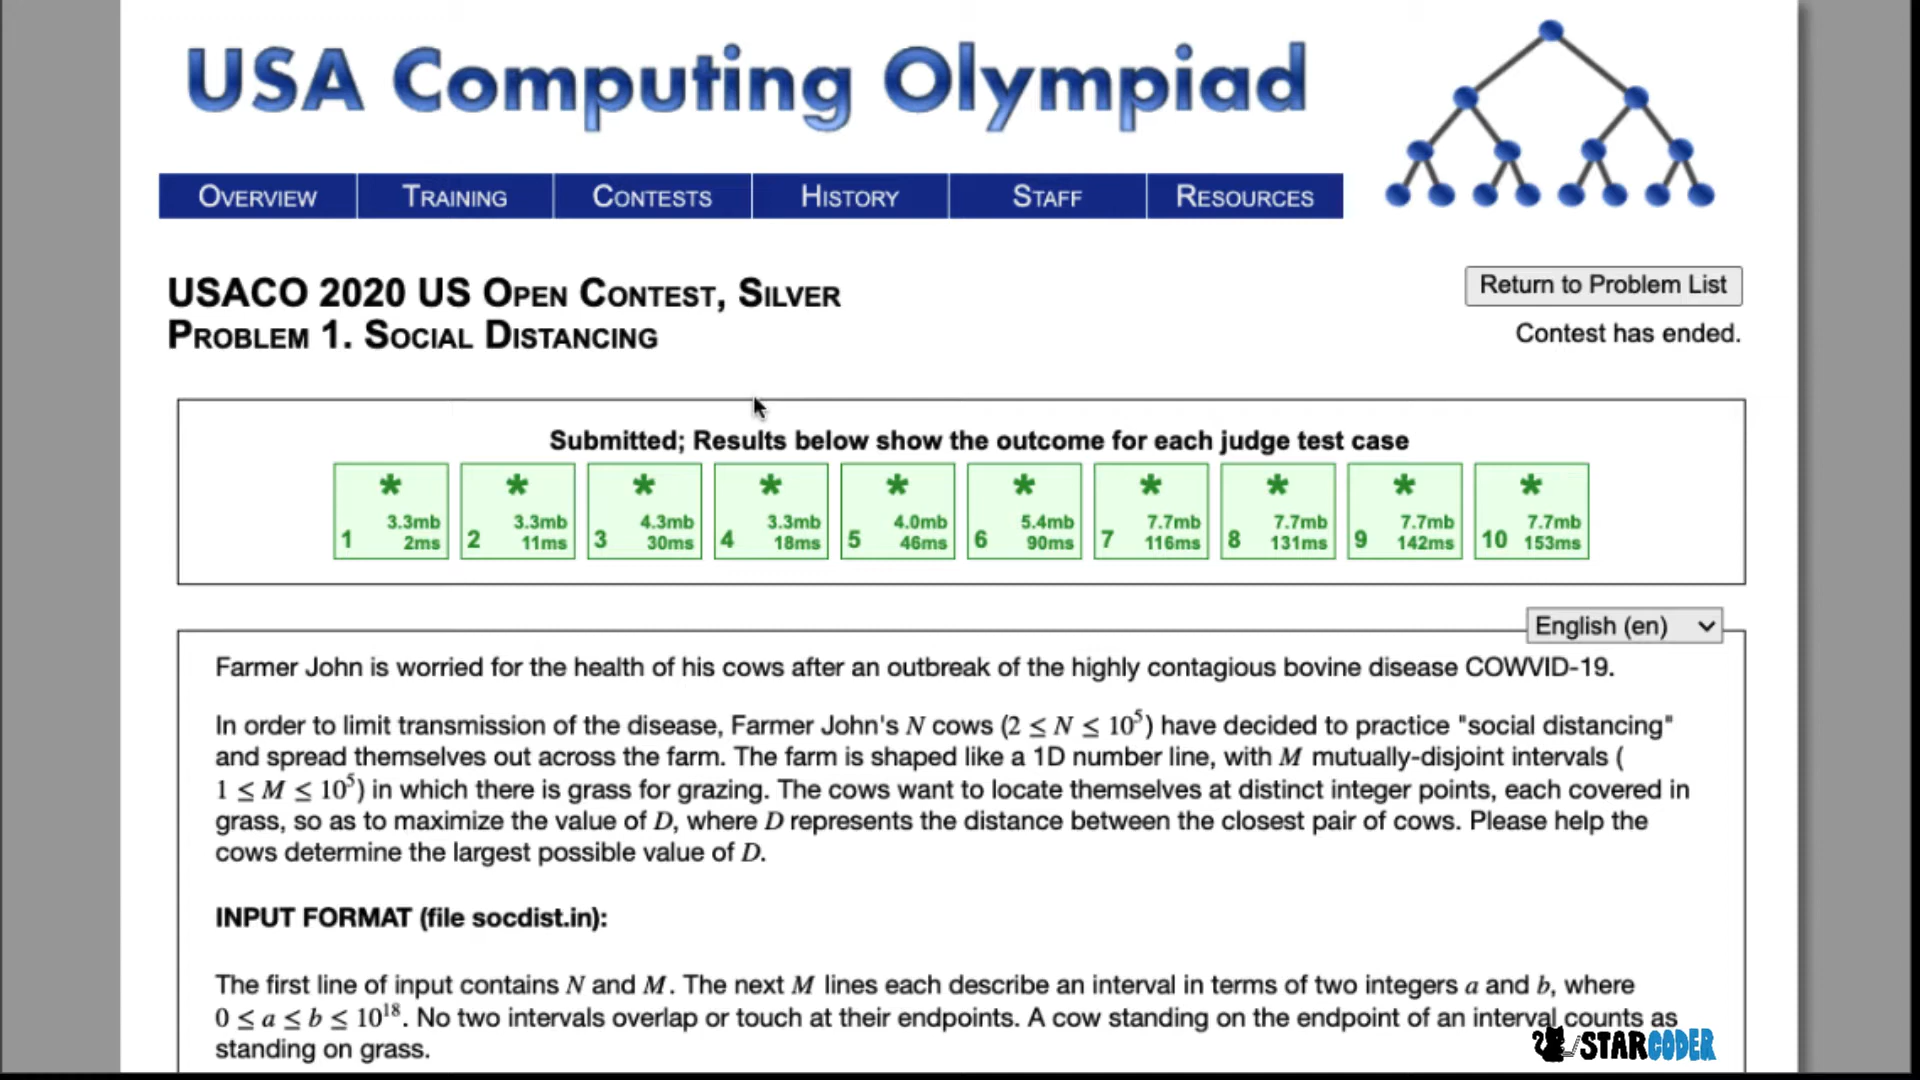 USA Computing Olympiad
OVERVIEW TRAINING CONTESTS HISTORY STAFF RESOURCES
USACO 2020 US OPEN CONTEST, SILVER
PROBLEM 1. SOCIAL DISTANCING
Return to Problem List
Contest has ended.
Submitted; Results below show the outcome for each judge test case
* * * * * * * * * *
3.3mb 3.3mb 4.3mb 3.3mb 4.0mb 5.4mb 7.7mb 7.7mb 7.7mb 7.7mb
1 2ms 2 11ms 3 30ms 4 18ms 5 46ms 6 90ms 7 116ms 8 131ms 9 142ms 10 153ms
English (en)
Farmer John is worried for the health of his cows after an outbreak of the highly contagious bovine disease COWVID-19.
In order to limit transmission of the disease, Farmer John's N cows (2 ≤ N ≤ 10⁵) have decided to practice "social distancing"
and spread themselves out across the farm. The farm is shaped like a 1D number line, with M mutually-disjoint intervals (
1 ≤ M ≤ 10⁵) in which there is grass for grazing. The cows want to locate themselves at distinct integer points, each covered in
grass, so as to maximize the value of D, where D represents the distance between the closest pair of cows. Please help the
cows determine the largest possible value of D.
INPUT FORMAT (file socdist.in):
The first line of input contains N and M. The next M lines each describe an interval in terms of two integers a and b, where
0 ≤ a ≤ b ≤ 10¹⁸. No two intervals overlap or touch at their endpoints. A cow standing on the endpoint of an interval counts as
standing on grass.
STARCODER